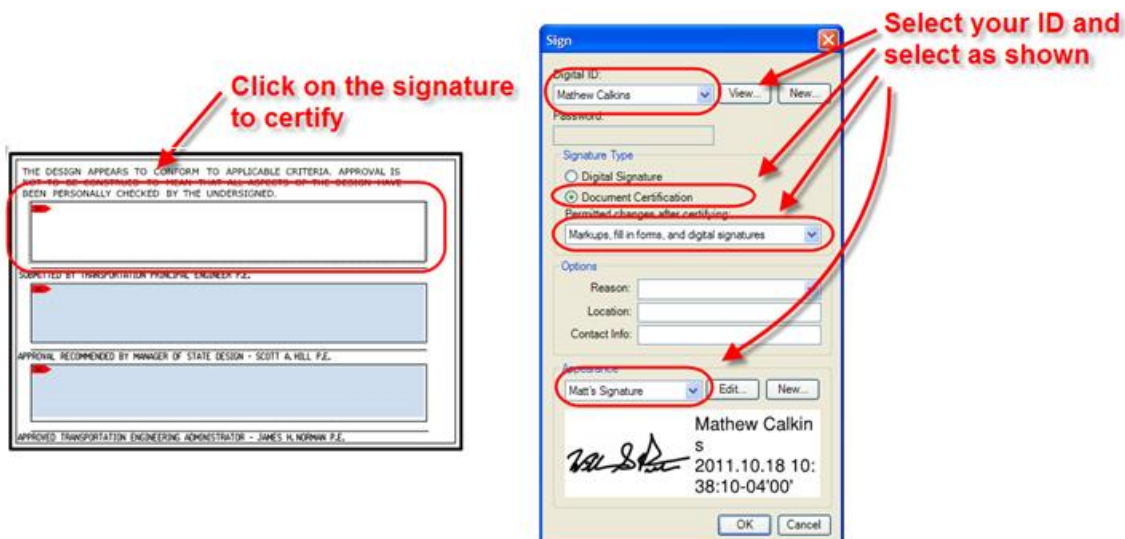 Click on the signature
to certify
THE DESIGN APPEARS TO CONFORM TO APPLICABLE CRITERIA. APPROVAL IS
NOT TO BE CONSTRUED TO MEAN THAT ALL ASPECTS OF THE DESIGN HAVE
BEEN PERSONALLY CHECKED BY THE UNDERSIGNED.
SUBMITTED BY TRANSPORTATION PRINCIPAL ENGINEER P.E.
APPROVAL RECOMMENDED BY MANAGER OF STATE DESIGN - SCOTT A. HILL P.E.
APPROVED TRANSPORTATION ENGINEERING ADMINISTRATOR - JAMES H. NORMAN P.E.
Select your ID and
select as shown
Sign
Digital ID:
Mathew Calkins View... New...
Password:
Signature Type
Digital Signature
Document Certification
Permitted changes after certifying:
Markups, fill in forms, and digital signatures
Options
Reason:
Location:
Contact Info:
Appearance
Matt's Signature Edit... New...
Mathew Calkin
s
2011.10.18 10:
38:10-04'00'
OK Cancel